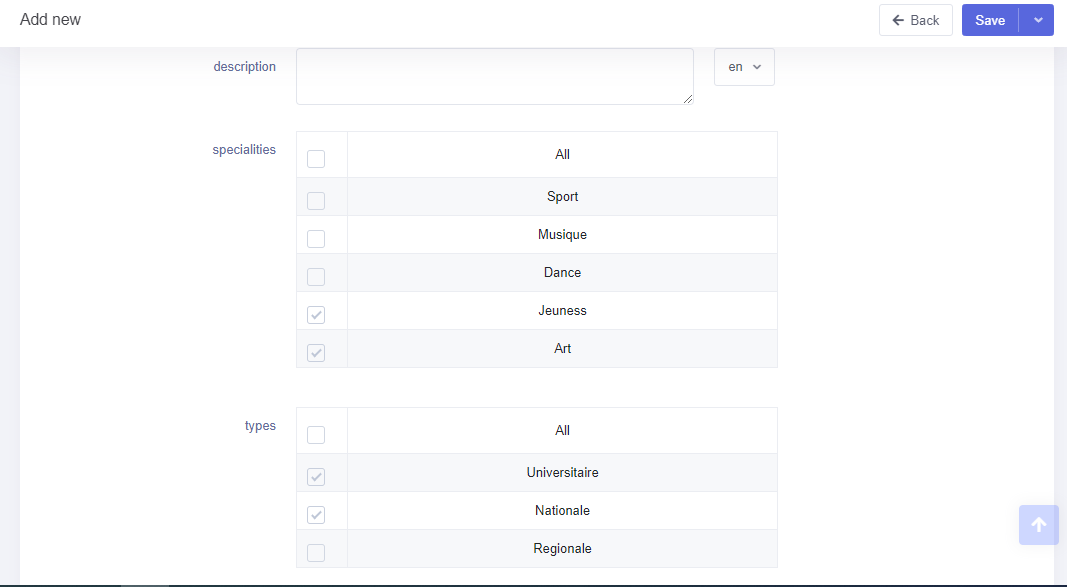 Add new
Back
Save
description
en
specialities
All
Sport
Musique
Dance
Jeuness
Art
types
All
Universitaire
Nationale
Regionale